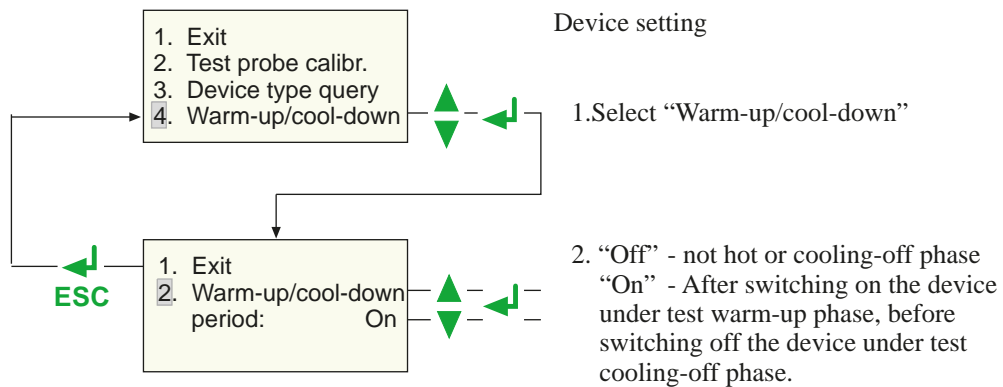 Device setting
1. Exit
2. Test probe calibr.
3. Device type query
4. Warm-up/cool-down
1.Select “Warm-up/cool-down”
ESC
1. Exit
2. Warm-up/cool-down
period: On
2. “Off” - not hot or cooling-off phase
“On” - After switching on the device
under test warm-up phase, before
switching off the device under test
cooling-off phase.